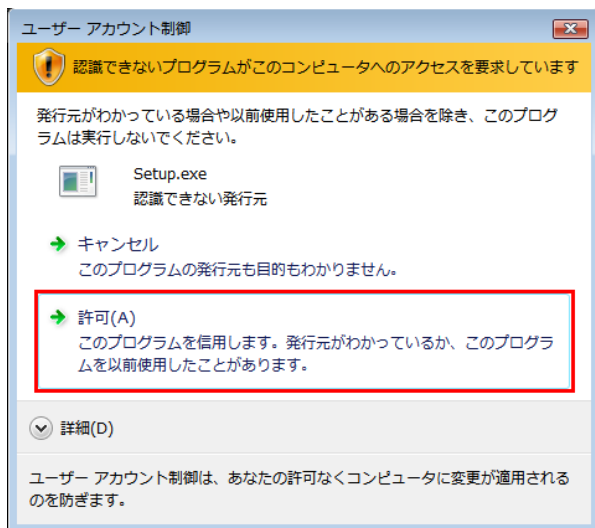 ユーザー アカウント制御
認識できないプログラムがこのコンピュータへのアクセスを要求しています
発行元がわかっている場合や以前使用したことがある場合を除き、このプログ
ラムは実行しないでください。
Setup.exe
認識できない発行元
キャンセル
このプログラムの発行元も目的もわかりません。
許可(A)
このプログラムを信用します。発行元がわかっているか、このプログラ
ムを以前使用したことがあります。
詳細(D)
ユーザー アカウント制御は、あなたの許可なくコンピュータに変更が適用される
のを防ぎます。